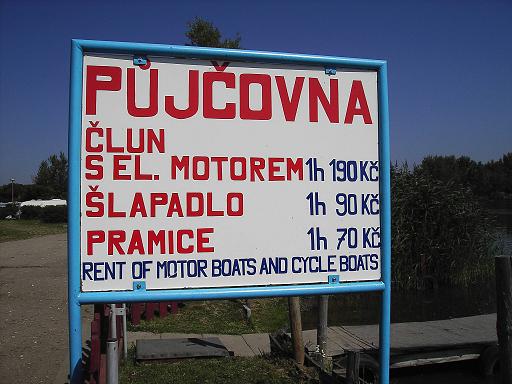 PŮJČOVNA
ČLUN
S EL. MOTOREM 1h 190 Kč
ŠLAPADLO 1h 90 Kč
PRAMICE 1h 70 Kč
RENT OF MOTOR BOATS AND CYCLE BOATS